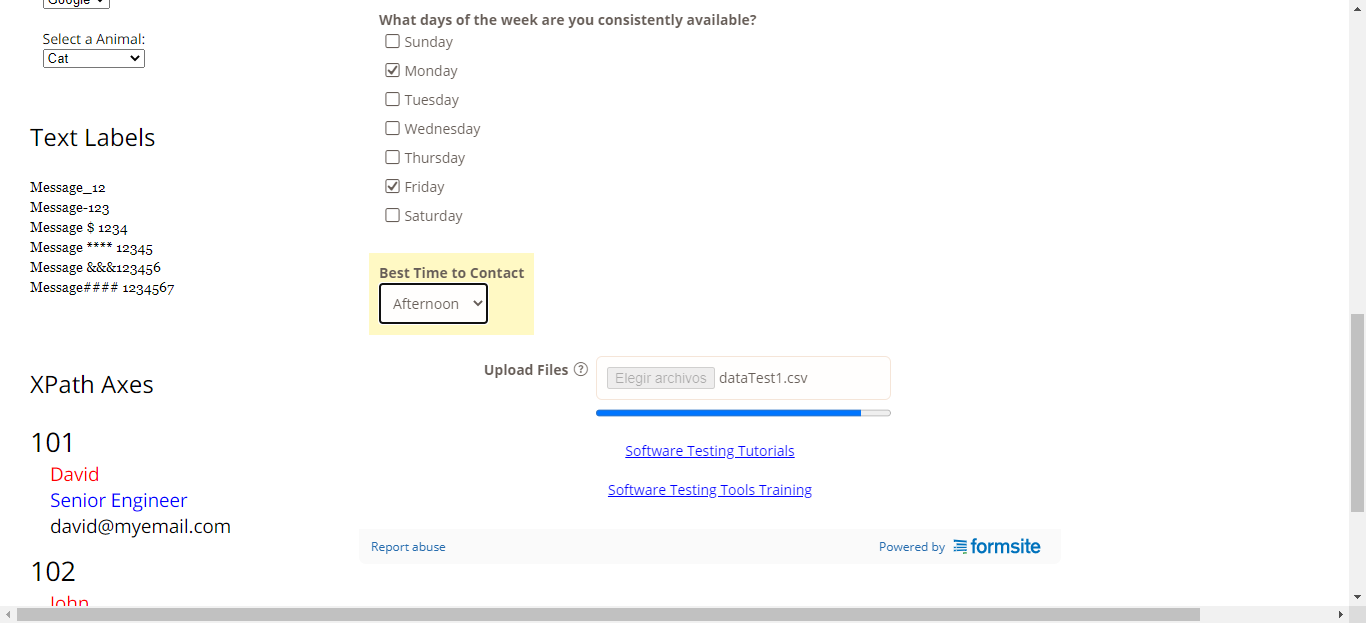 Google
Select a Animal:
Cat
Text Labels
Message_12
Message-123
Message $ 1234
Message **** 12345
Message &&&123456
Message#### 1234567
XPath Axes
101
David
Senior Engineer
david@myemail.com
102
John
What days of the week are you consistently available?
Sunday
Monday
Tuesday
Wednesday
Thursday
Friday
Saturday
Best Time to Contact
Afternoon
Upload Files ?
Elegir archivos dataTest1.csv
Software Testing Tutorials
Software Testing Tools Training
Report abuse
Powered by formsite